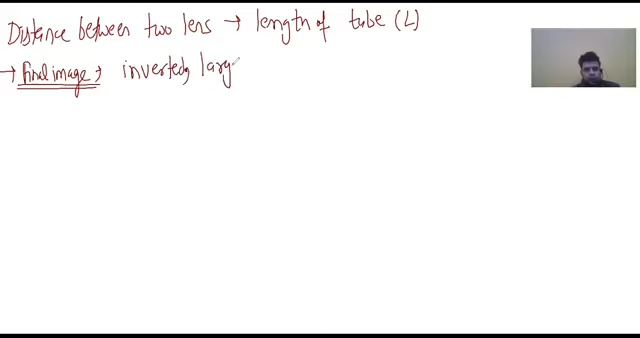 Distance between two lens → length of tube (L)
→ Final image → inverted, larg